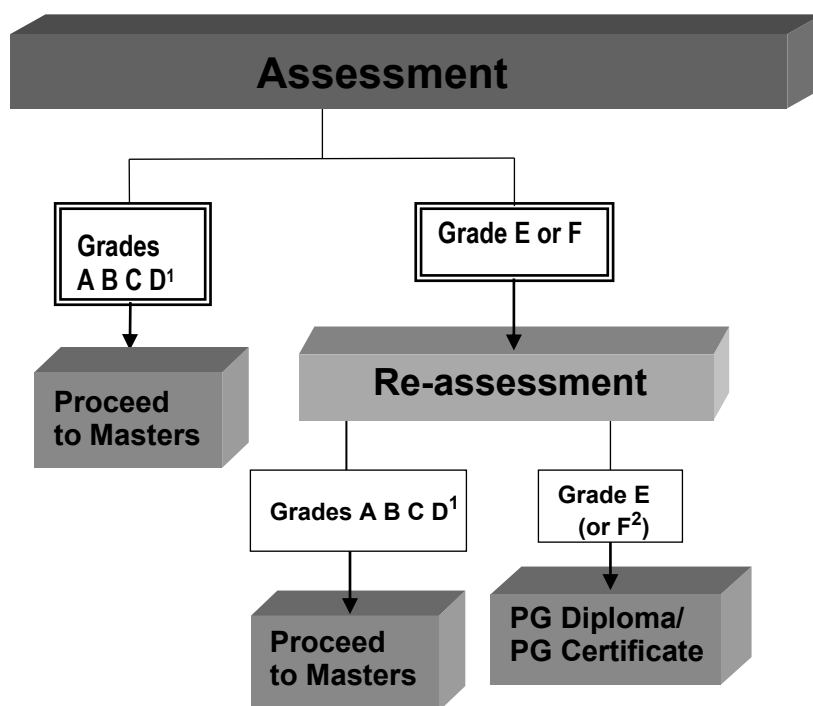 Assessment
Grades
A B C D¹
Grade E or F
Proceed
to Masters
Re-assessment
Grades A B C D¹
Grade E
(or F²)
Proceed
to Masters
PG Diploma/
PG Certificate